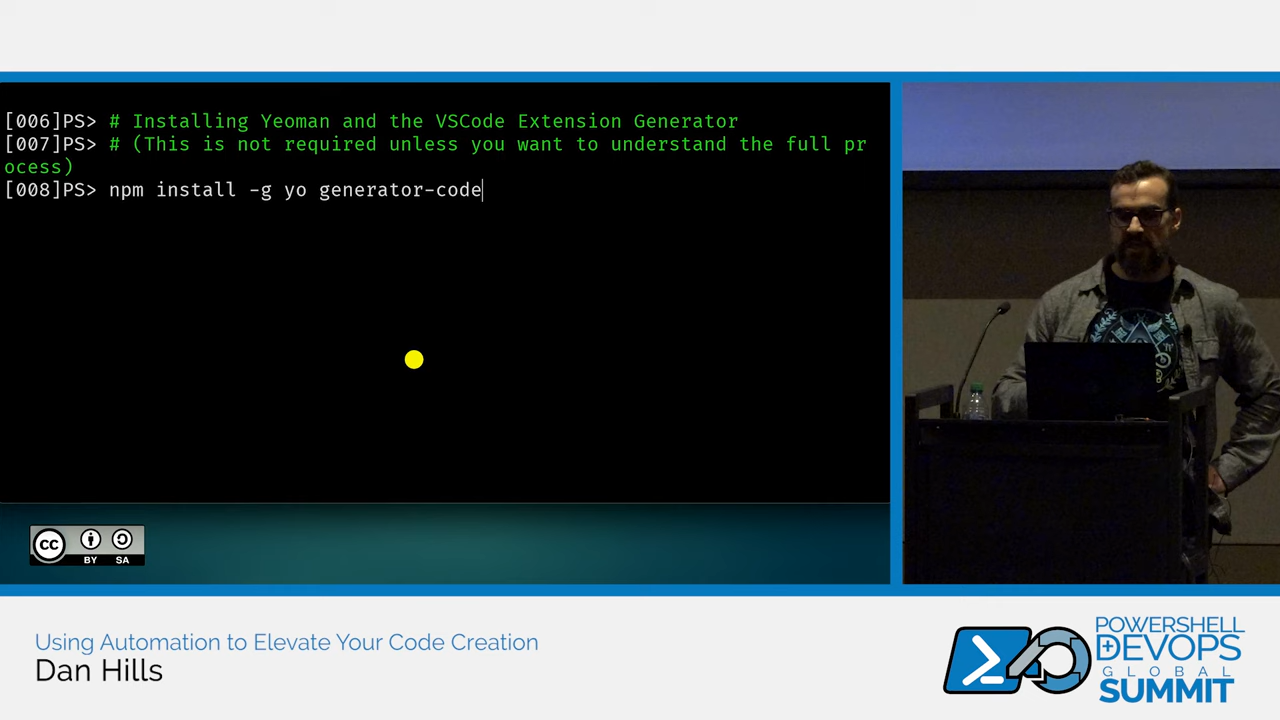 [006]PS> # Installing Yeoman and the VSCode Extension Generator
[007]PS> # (This is not required unless you want to understand the full pr
ocess)
[008]PS> npm install -g yo generator-code
cc
BY SA
Using Automation to Elevate Your Code Creation
Dan Hills
POWERSHELL
+DEVOPS
GLOBAL
SUMMIT